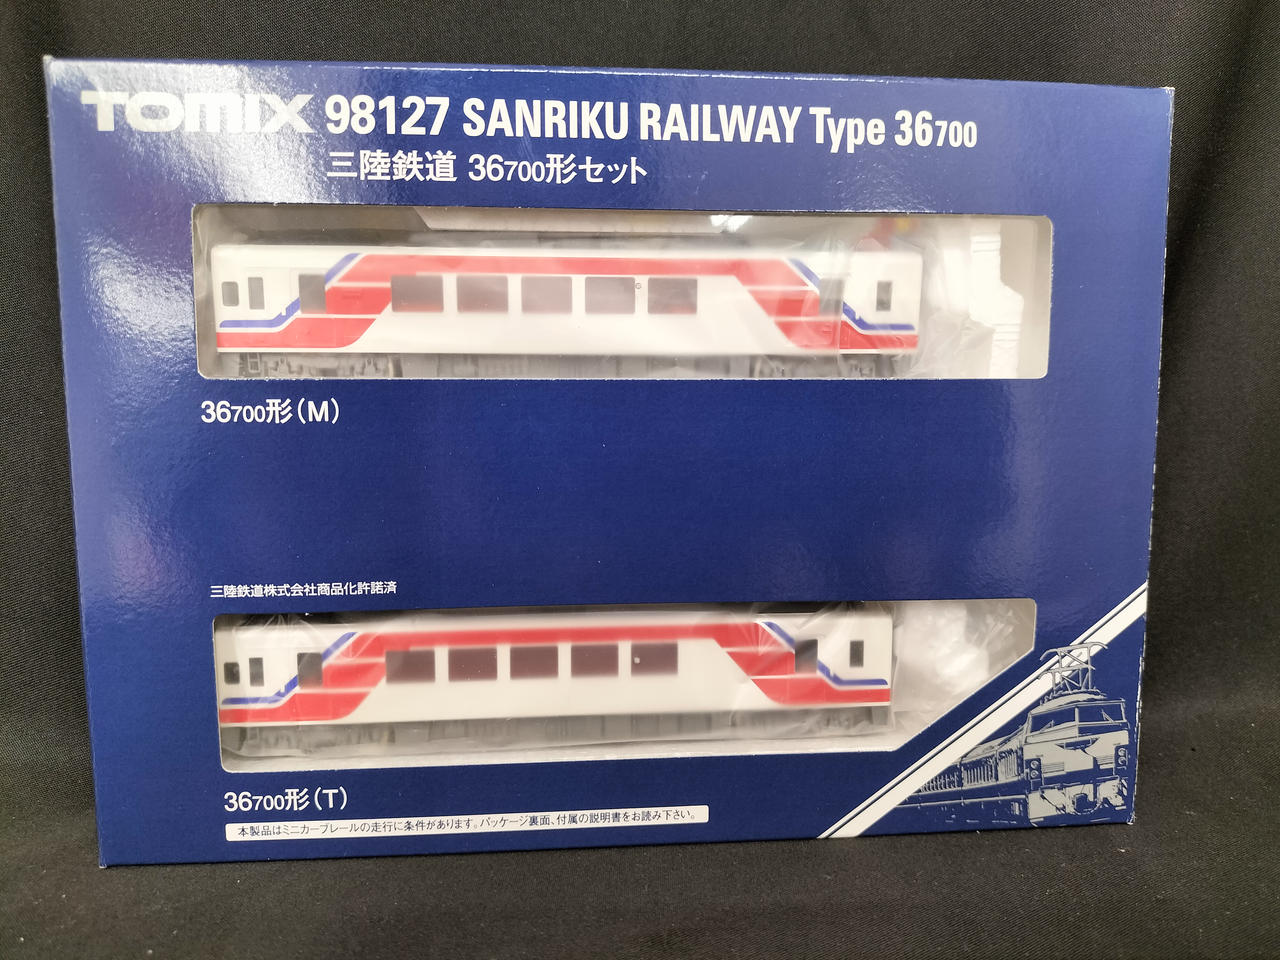 TOMIX 98127 SANRIKU RAILWAY Type 36700
三陸鉄道 36700形セット
36700形(M)
三陸鉄道株式会社商品化許諾済
36700形(T)
本製品はミニカーブレールの走行に条件があります。パッケージ裏面、付属の説明書をお読み下さい。